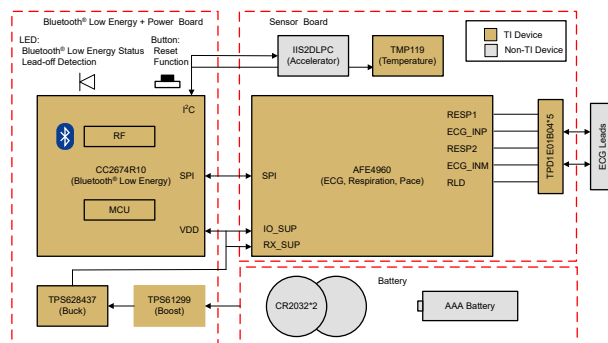 Bluetooth® Low Energy + Power Board
Sensor Board
LED:
Bluetooth® Low Energy Status
Lead-off Detection
Button:
Reset
Function
IIS2DLPC
(Accelerator)
TMP119
(Temperature)
TI Device
Non-TI Device
I²C
RF
CC2674R10
(Bluetooth® Low Energy)
SPI
MCU
VDD
SPI
AFE4960
(ECG, Respiration, Pace)
IO_SUP
RX_SUP
RESP1
ECG_INP
RESP2
ECG_INM
RLD
TPD1E01B04*5
ECG Leads
TPS628437
(Buck)
TPS61299
(Boost)
Battery
CR2032*2
AAA Battery